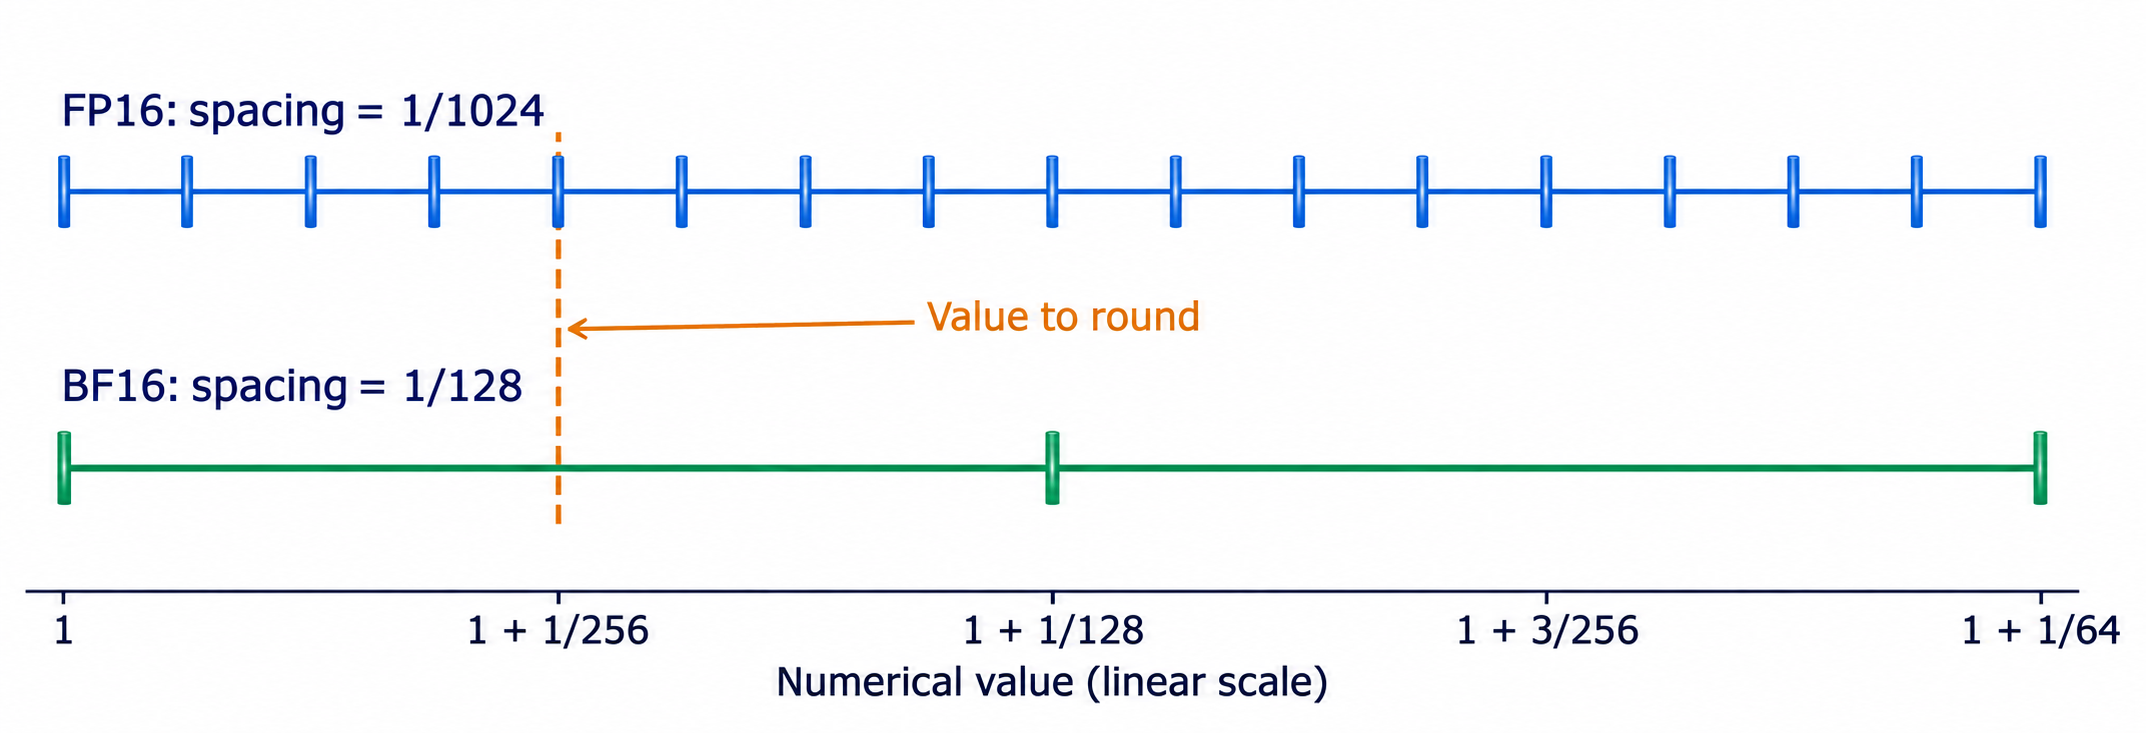 FP16: spacing = 1/1024
Value to round
BF16: spacing = 1/128
1
1 + 1/256
1 + 1/128
1 + 3/256
1 + 1/64
Numerical value (linear scale)